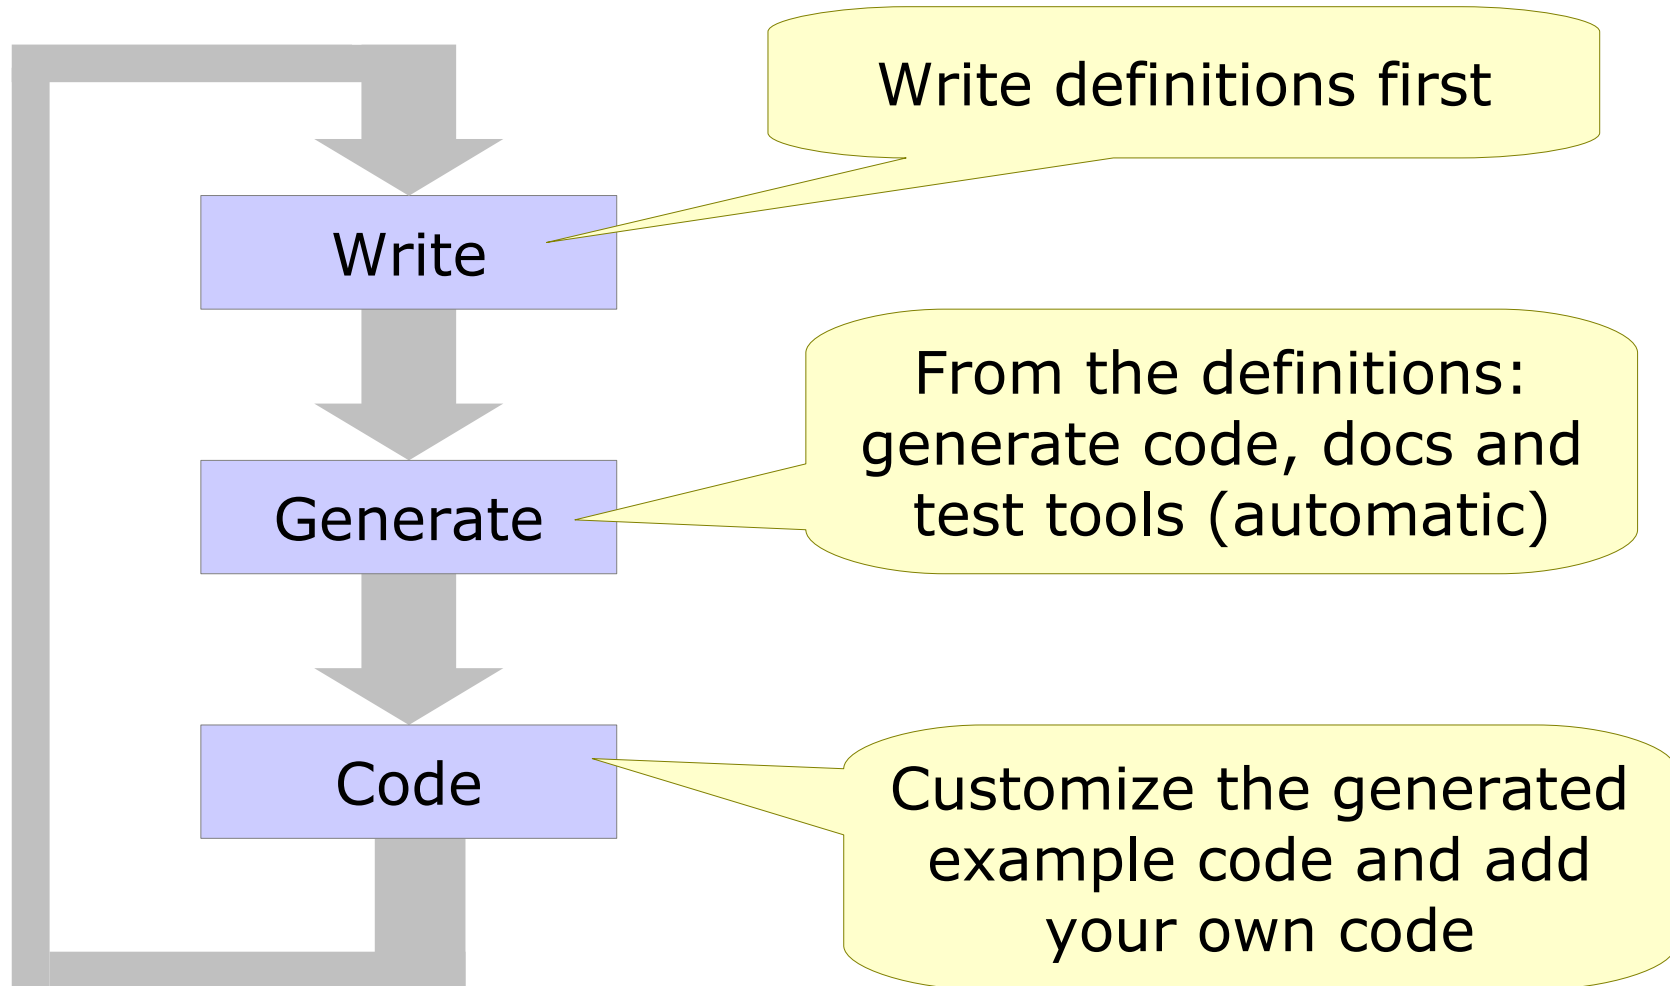 Write definitions first
Write
From the definitions:
generate code, docs and
test tools (automatic)
Generate
Code
Customize the generated
example code and add
your own code